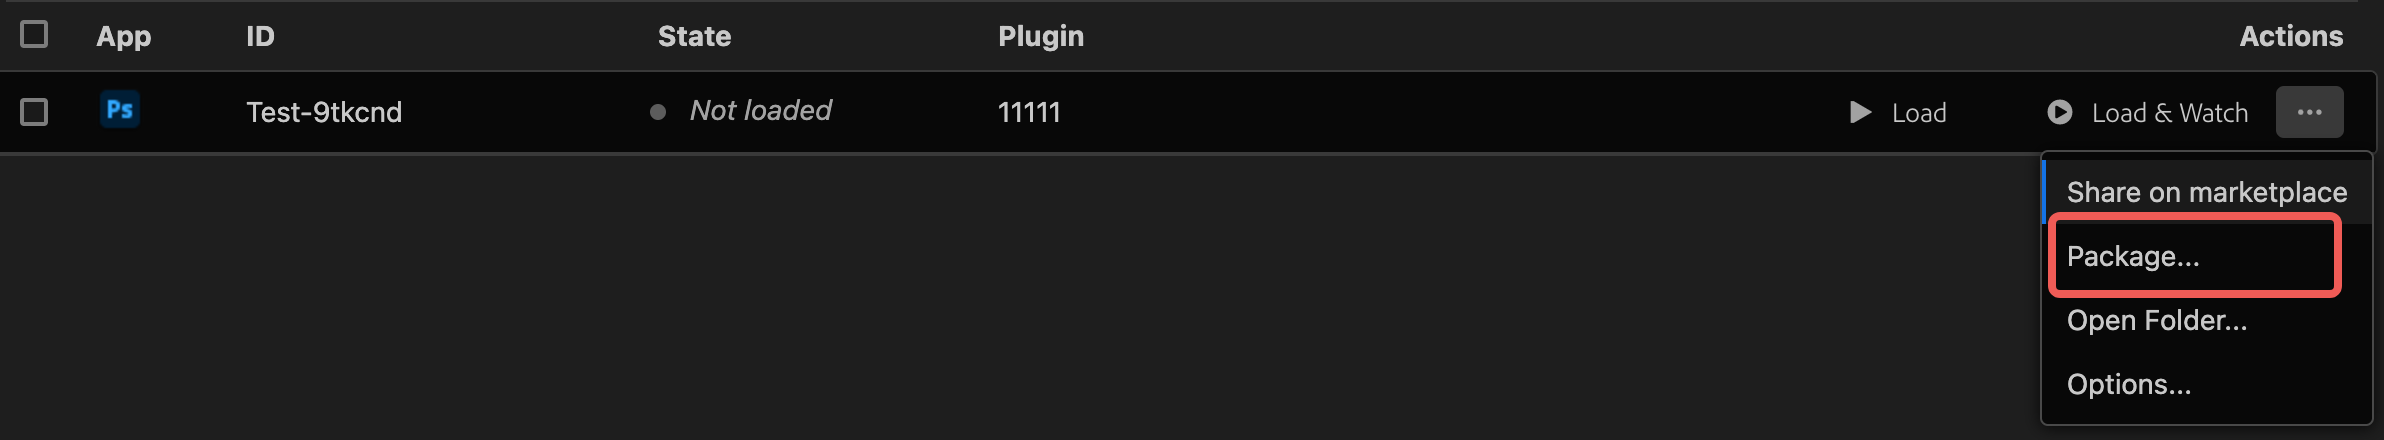 App ID State Plugin Actions
Ps Test-9tkcnd Not loaded 11111 Load Load & Watch ...
Share on marketplace
Package...
Open Folder...
Options...